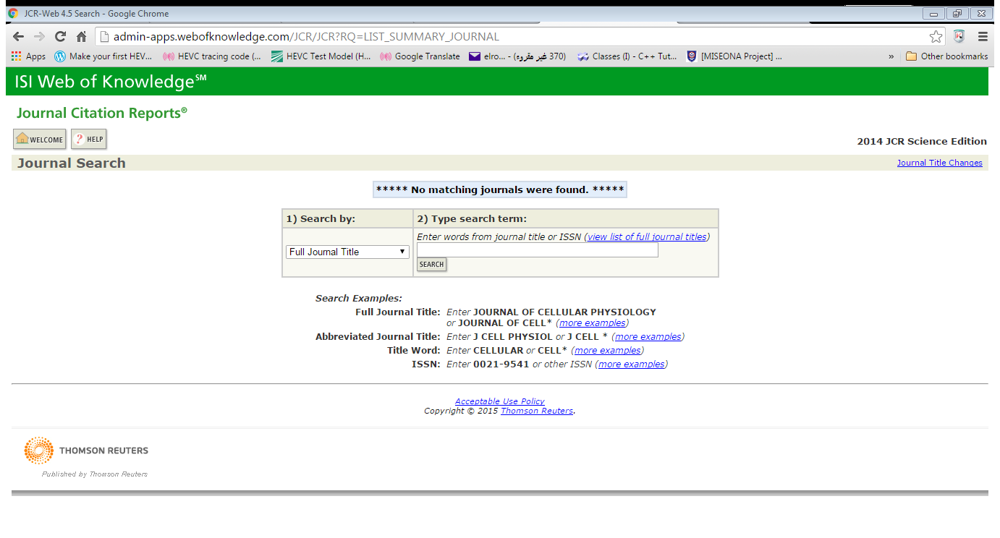 JCR-Web 4.5 Search - Google Chrome
admin-apps.webofknowledge.com/JCR/JCR?RQ=LIST_SUMMARY_JOURNAL
Apps Make your first HEV... HEVC tracing code (... HEVC Test Model (H... Google Translate elro... - (370 غير مقروء) Classes (I) - C++ Tut... [MISEONA Project] ... » Other bookmarks
ISI Web of Knowledge℠
Journal Citation Reports®
WELCOME ? HELP
2014 JCR Science Edition
Journal Search Journal Title Changes
***** No matching journals were found. *****
1) Search by: 2) Type search term:
Enter words from journal title or ISSN (view list of full journal titles)
Full Journal Title
SEARCH
Search Examples:
Full Journal Title: Enter JOURNAL OF CELLULAR PHYSIOLOGY
or JOURNAL OF CELL* (more examples)
Abbreviated Journal Title: Enter J CELL PHYSIOL or J CELL * (more examples)
Title Word: Enter CELLULAR or CELL* (more examples)
ISSN: Enter 0021-9541 or other ISSN (more examples)
Acceptable Use Policy
Copyright © 2015 Thomson Reuters.
THOMSON REUTERS
Published by Thomson Reuters